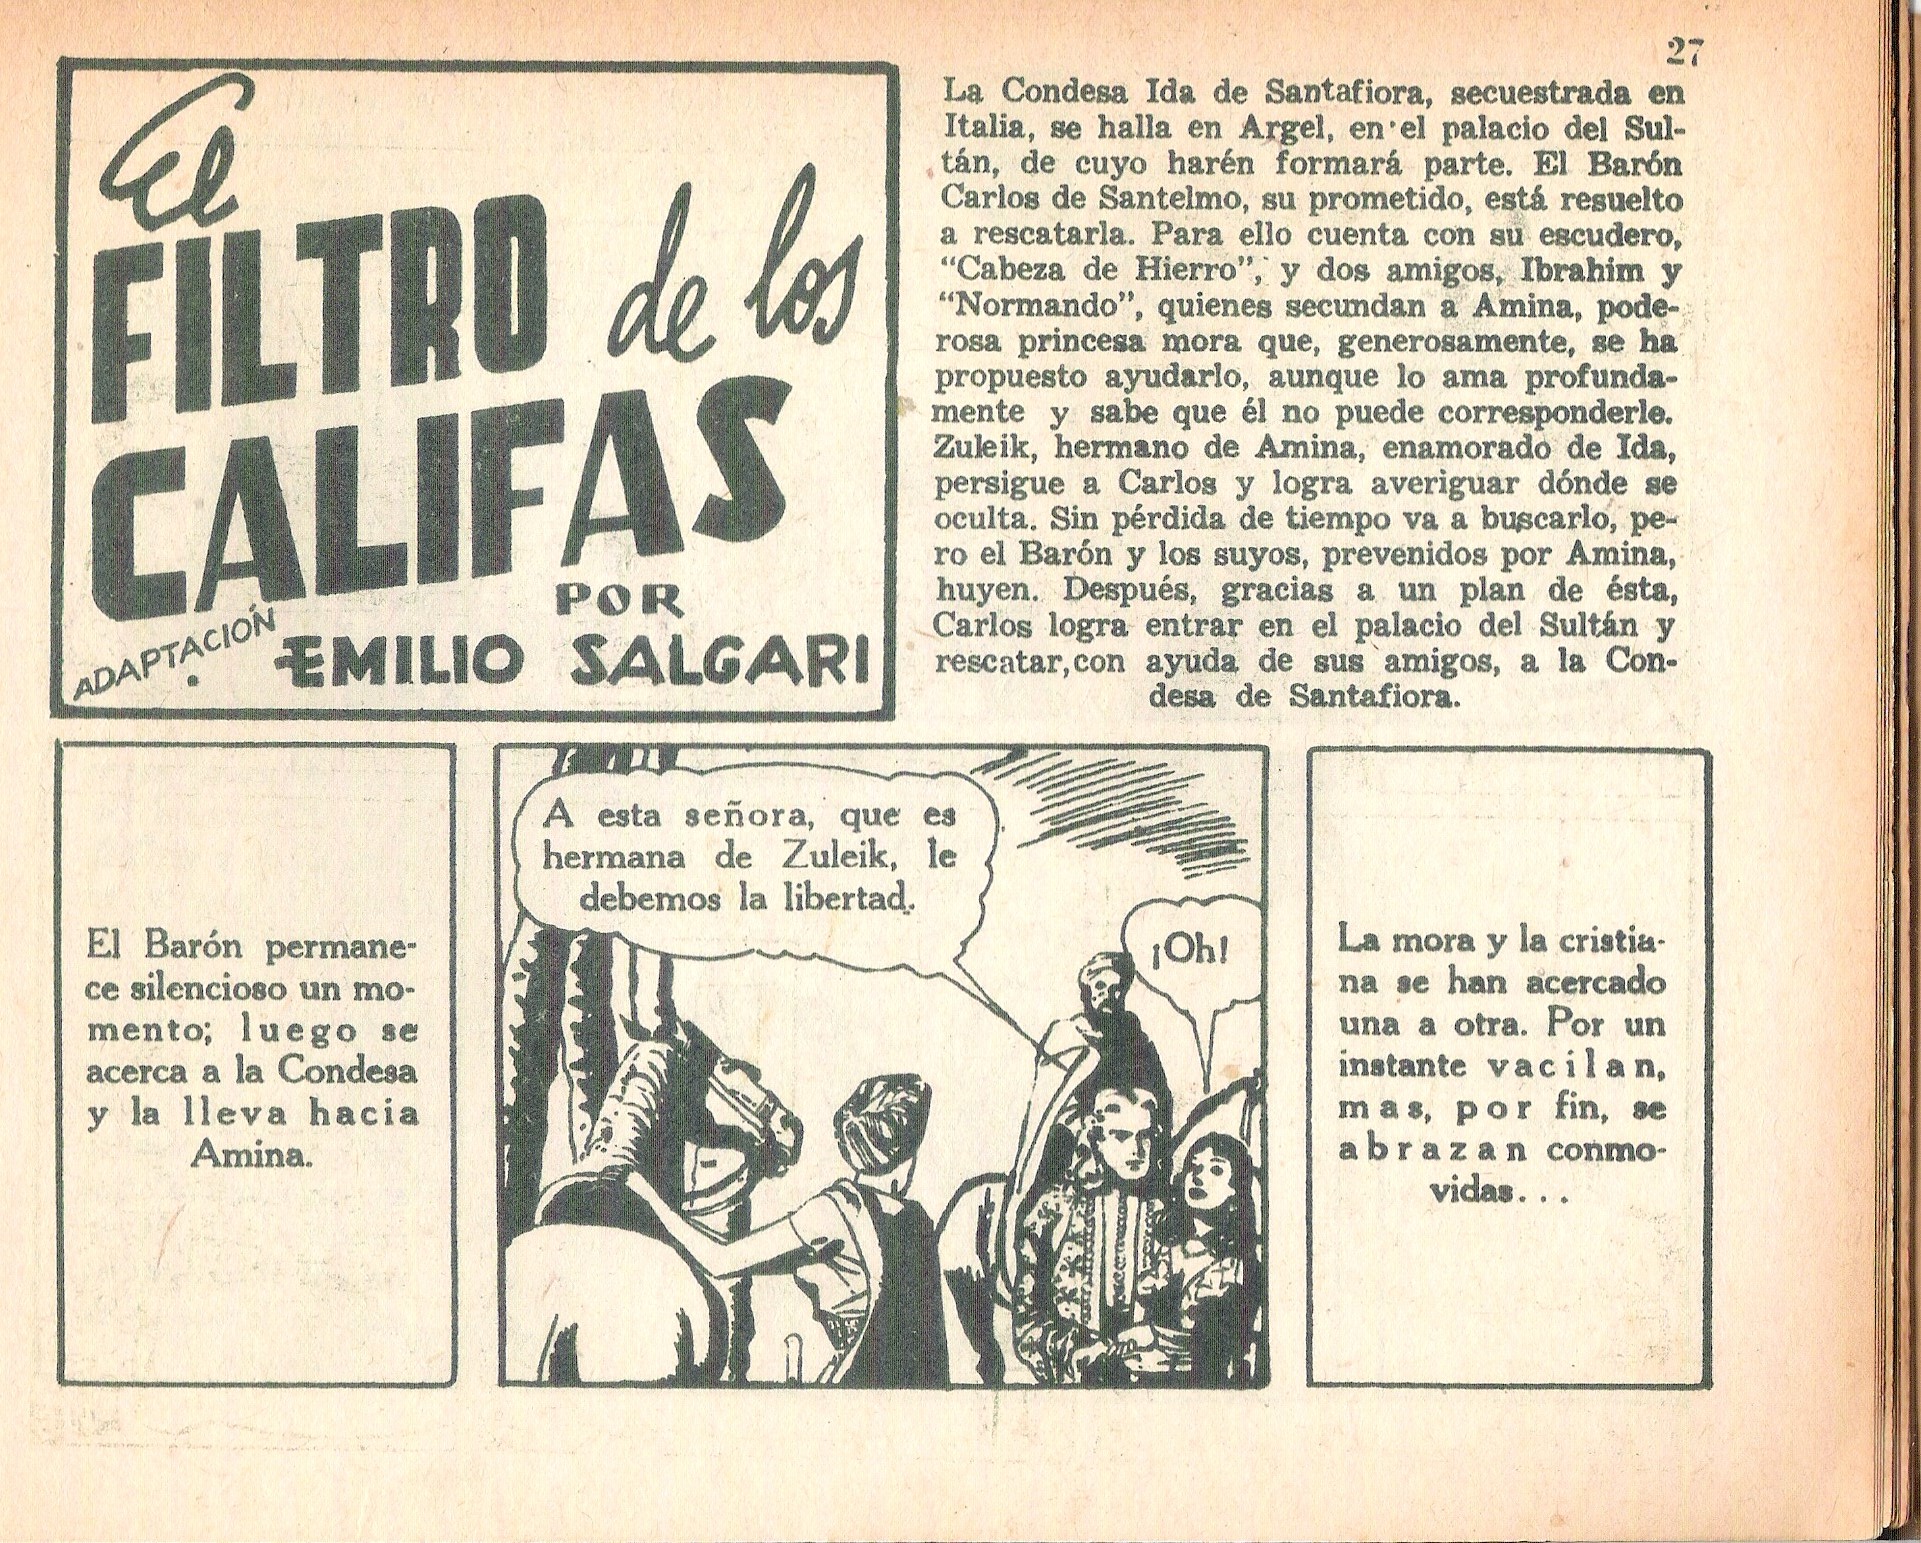 27
El
FILTRO de los
CALIFAS
POR
ADAPTACIÓN • EMILIO SALGARI
La Condesa Ida de Santafiora, secuestrada en
Italia, se halla en Argel, en el palacio del Sul-
tán, de cuyo harén formará parte. El Barón
Carlos de Santelmo, su prometido, está resuelto
a rescatarla. Para ello cuenta con su escudero,
“Cabeza de Hierro”, y dos amigos, Ibrahim y
“Normando”, quienes secundan a Amina, pode-
rosa princesa mora que, generosamente, se ha
propuesto ayudarlo, aunque lo ama profunda-
mente y sabe que él no puede corresponderle.
Zuleik, hermano de Amina, enamorado de Ida,
persigue a Carlos y logra averiguar dónde se
oculta. Sin pérdida de tiempo va a buscarlo, pe-
ro el Barón y los suyos, prevenidos por Amina,
huyen. Después, gracias a un plan de ésta,
Carlos logra entrar en el palacio del Sultán y
rescatar, con ayuda de sus amigos, a la Con-
desa de Santafiora.
El Barón permane-
ce silencioso un mo-
mento; luego se
acerca a la Condesa
y la lleva hacia
Amina.
A esta señora, que es
hermana de Zuleik, le
debemos la libertad.
¡Oh!
La mora y la cristia-
na se han acercado
una a otra. Por un
instante vacilan,
mas, por fin, se
abrazan conmo-
vidas...